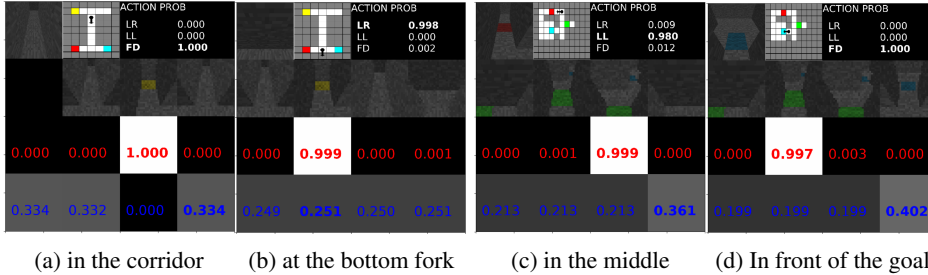 ACTION PROB
LR 0.000
LL 0.000
FD 1.000
0.000 0.000 1.000 0.000
0.334 0.332 0.000 0.334
(a) in the corridor
ACTION PROB
LR 0.998
LL 0.000
FD 0.002
0.000 0.999 0.000 0.001
0.249 0.251 0.250 0.251
(b) at the bottom fork
ACTION PROB
LR 0.009
LL 0.980
FD 0.012
0.000 0.001 0.999 0.000
0.213 0.213 0.213 0.361
(c) in the middle
ACTION PROB
LR 0.000
LL 0.000
FD 1.000
0.000 0.997 0.003 0.000
0.199 0.199 0.199 0.402
(d) In front of the goal